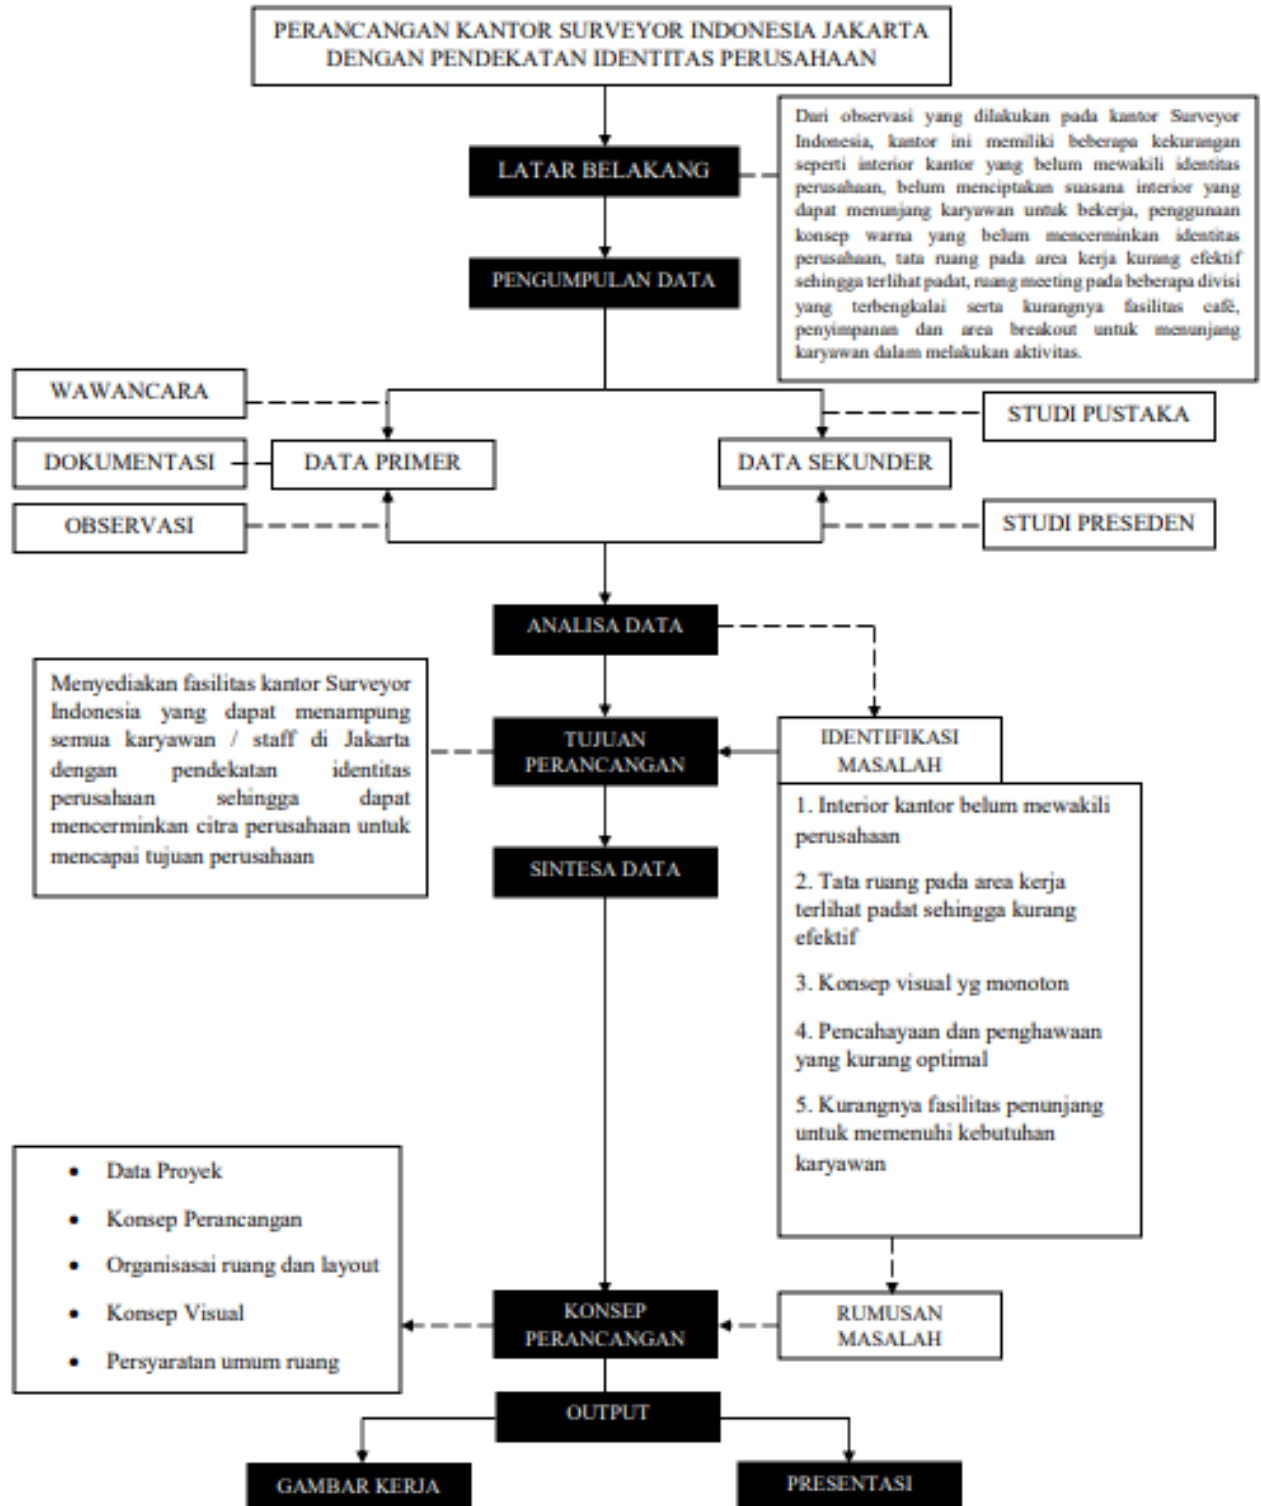 PERANCANGAN KANTOR SURVEYOR INDONESIA JAKARTA
DENGAN PENDEKATAN IDENTITAS PERUSAHAAN
LATAR BELAKANG
Dari observasi yang dilakukan pada kantor Surveyor
Indonesia, kantor ini memiliki beberapa kekurangan
seperti interior kantor yang belum mewakili identitas
perusahaan, belum menciptakan suasana interior yang
dapat menunjang karyawan untuk bekerja, penggunaan
konsep warna yang belum mencerminkan identitas
perusahaan, tata ruang pada area kerja kurang efektif
sehingga terlihat padat, ruang meeting pada beberapa divisi
yang terbengkalai serta kurangnya fasilitas café,
penyimpanan dan area breakout untuk menunjang
karyawan dalam melakukan aktivitas.
PENGUMPULAN DATA
WAWANCARA
STUDI PUSTAKA
DOKUMENTASI
DATA PRIMER
DATA SEKUNDER
OBSERVASI
STUDI PRESEDEN
ANALISA DATA
Menyediakan fasilitas kantor Surveyor
Indonesia yang dapat menampung
semua karyawan / staff di Jakarta
dengan pendekatan identitas
perusahaan sehingga dapat
mencerminkan citra perusahaan untuk
mencapai tujuan perusahaan
TUJUAN
PERANCANGAN
IDENTIFIKASI
MASALAH
1. Interior kantor belum mewakili
perusahaan
2. Tata ruang pada area kerja
terlihat padat sehingga kurang
efektif
3. Konsep visual yg monoton
4. Pencahayaan dan penghawaan
yang kurang optimal
5. Kurangnya fasilitas penunjang
untuk memenuhi kebutuhan
karyawan
SINTESA DATA
• Data Proyek
• Konsep Perancangan
• Organisasai ruang dan layout
• Konsep Visual
• Persyaratan umum ruang
KONSEP
PERANCANGAN
RUMUSAN
MASALAH
OUTPUT
GAMBAR KERJA
PRESENTASI